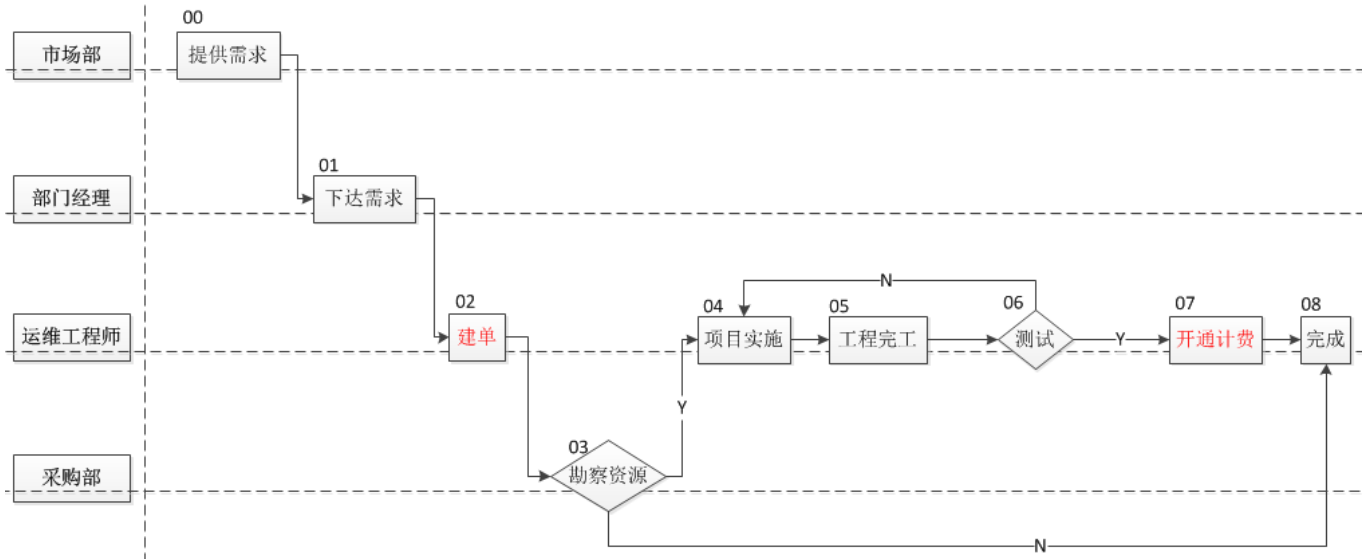 00
市场部
提供需求
01
部门经理
下达需求
N
02
04
05
06
07
08
运维工程师
建单
项目实施
工程完工
测试
Y
开通计费
完成
Y
03
采购部
勘察资源
N